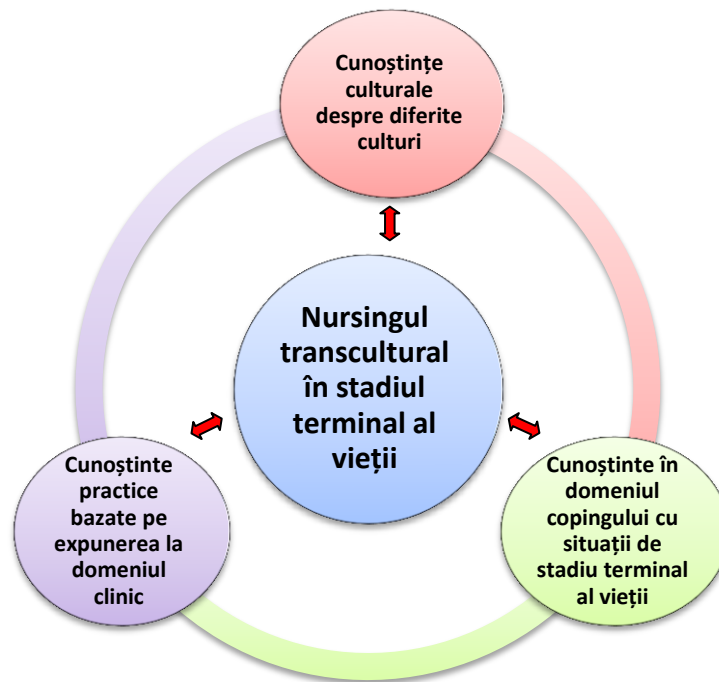 Cunoștințe
culturale
despre diferite
culturi
Nursingul
transcultural
în stadiul
terminal al
vieții
Cunoștinte
practice
bazate pe
expunerea la
domeniul
clinic
Cunoștinte în
domeniul
copingului cu
situații de
stadiu terminal
al vieții